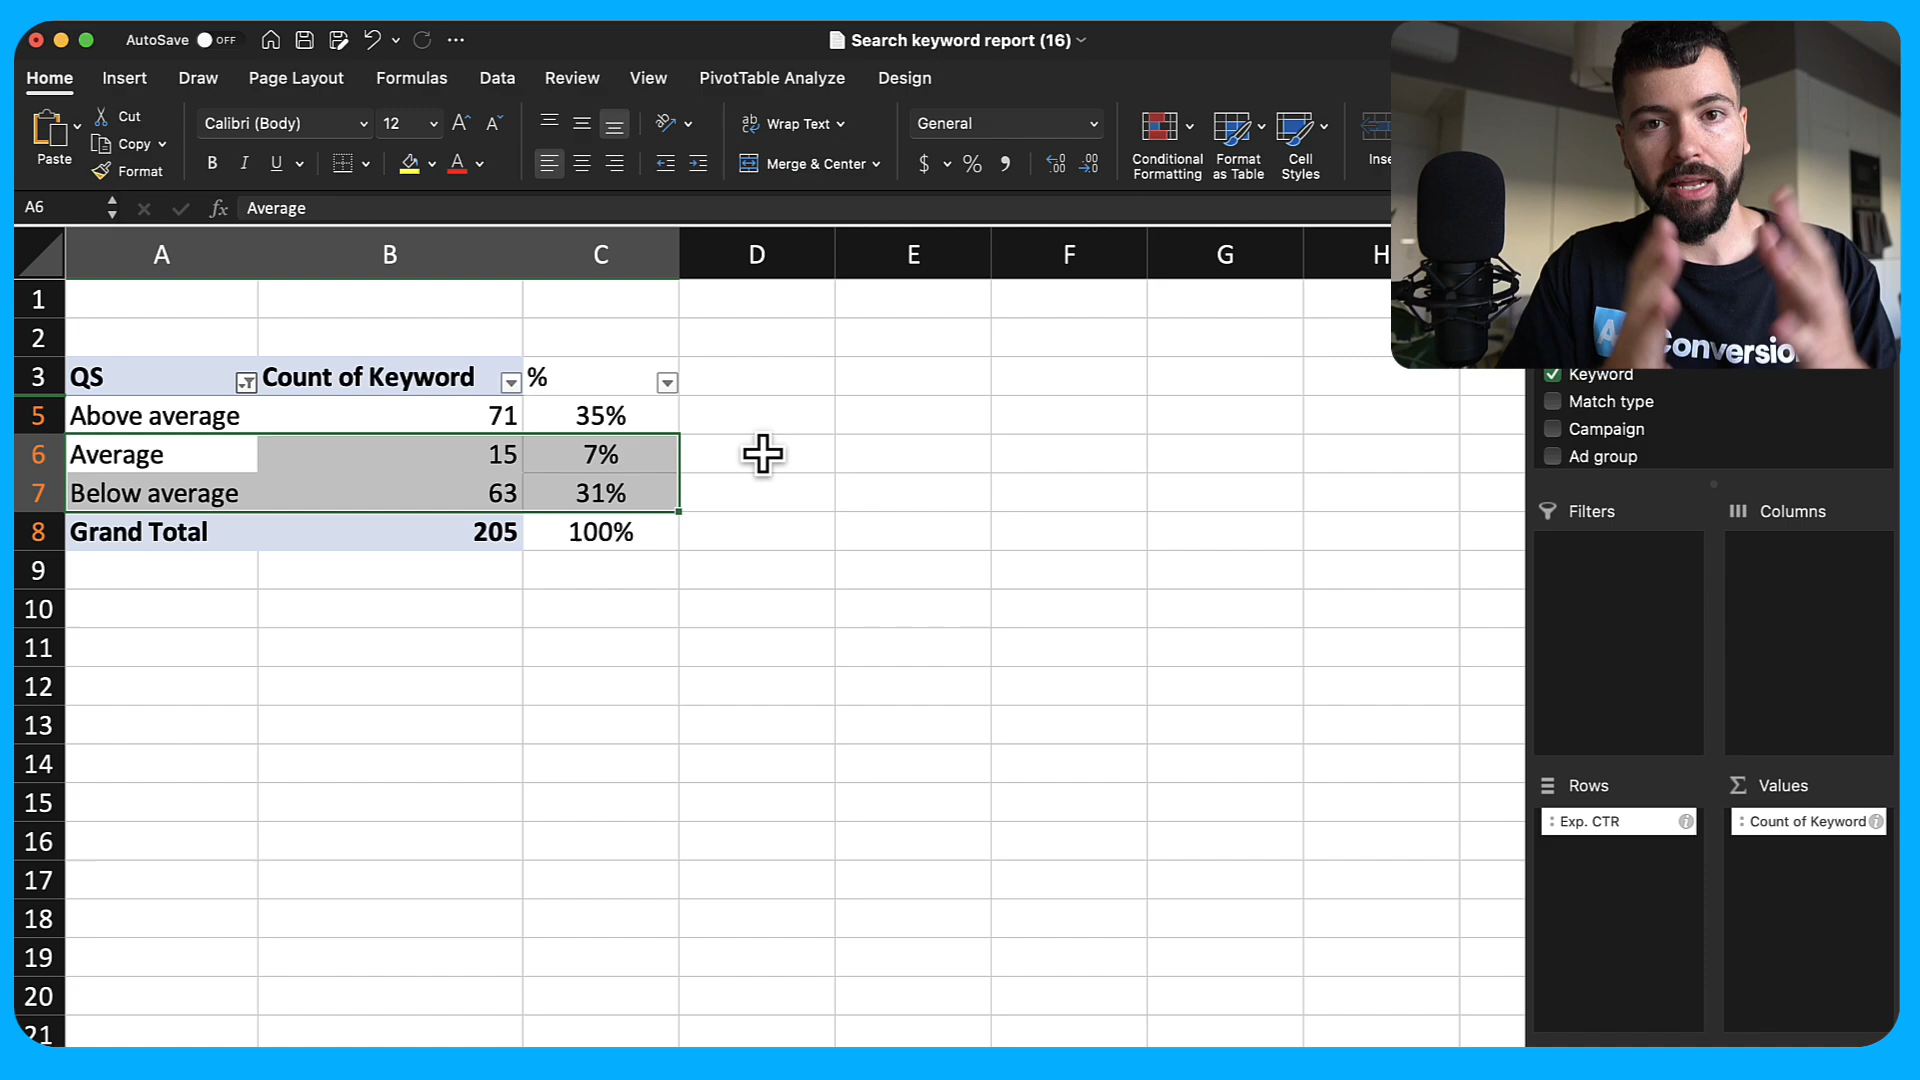 AutoSave OFF
Search keyword report (16)
Home Insert Draw Page Layout Formulas Data Review View PivotTable Analyze Design
Paste
Cut
Copy
Format
Calibri (Body) 12
B I U
Wrap Text
Merge & Center
General
$ % 9
Conditional Formatting
Format as Table
Cell Styles
Inse
A6 fx Average
A B C D E F G H
1
2
3 QS Count of Keyword %
5 Above average 71 35%
6 Average 15 7%
7 Below average 63 31%
8 Grand Total 205 100%
9
10
11
12
13
14
15
16
17
18
19
20
21
Conversio
Keyword
Match type
Campaign
Ad group
Filters Columns
Rows Values
Exp. CTR Count of Keyword